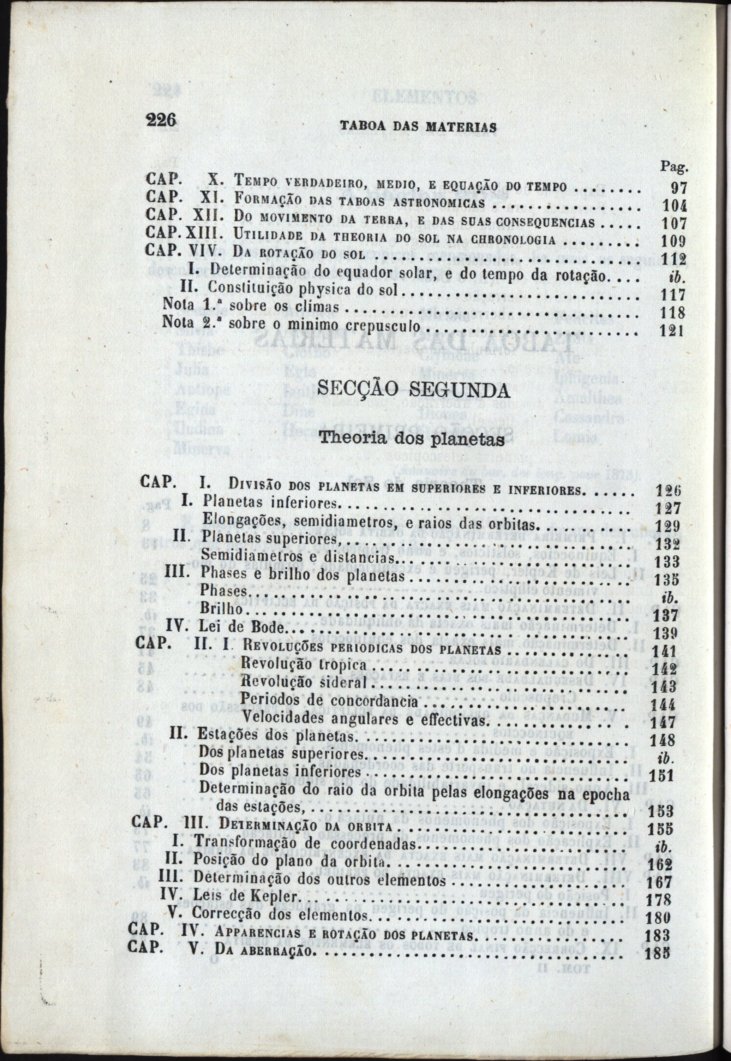 226
TABOA DAS MATERIAS
Pag.
CAP. X. TEMPO VERDADEIRO, MEDIO, E EQUAÇÃO DO TEMPO ........ 97
CAP. XI. FORMAÇÃO DAS TABOAS ASTRONOMICAS .................. 104
CAP. XII. DO MOVIMENTO DA TERRA, E DAS SUAS CONSEQUENCIAS ..... 107
CAP. XIII. UTILIDADE DA THEORIA DO SOL NA CHRONOLOGIA ......... 109
CAP. VIV. DA ROTAÇÃO DO SOL ................................ 112
I. Determinação do equador solar, e do tempo da rotação.... ib.
II. Constituição physica do sol............................. 117
Nota 1.ª sobre os climas .................................... 118
Nota 2.ª sobre o minimo crepusculo .......................... 121
SECÇÃO SEGUNDA
Theoria dos planetas
CAP. I. DIVISÃO DOS PLANETAS EM SUPERIORES E INFERIORES...... 126
I. Planetas inferiores.................................... 127
Elongações, semidiametros, e raios das orbitas........... 129
II. Planetas superiores,................................... 132
Semidiametros e distancias............................... 133
III. Phases e brilho dos planetas ......................... 135
Phases................................................... ib.
Brilho................................................... 137
IV. Lei de Bode............................................ 139
CAP. II. I REVOLUÇÕES PERIODICAS DOS PLANETAS ............... 141
Revolução tropica ....................................... 142
Revolução sideral ....................................... 143
Periodos de concordancia ................................ 144
Velocidades angulares e effectivas....................... 147
II. Estações dos planetas.................................. 148
Dos planetas superiores.................................. ib.
Dos planetas inferiores ................................. 151
Determinação do raio da orbita pelas elongações na epocha
das estações,............................................ 153
CAP. III. DETERMINAÇÃO DA ORBITA ............................ 155
I. Transformação de coordenadas............................ ib.
II. Posição do plano da orbita............................. 162
III. Determinação dos outros elementos .................... 167
IV. Leis de Kepler......................................... 178
V. Correcção dos elementos................................. 180
CAP. IV. APPARENCIAS E ROTAÇÃO DOS PLANETAS.................. 183
CAP. V. DA ABERRAÇÃO......................................... 185